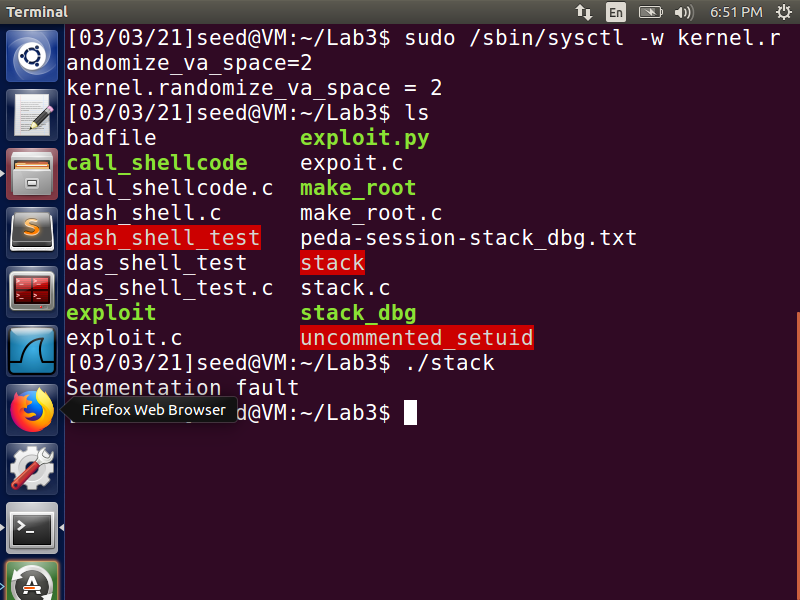 Terminal
En
6:51 PM
[03/03/21]seed@VM:~/Lab3$ sudo /sbin/sysctl -w kernel.r
andomize_va_space=2
kernel.randomize_va_space = 2
[03/03/21]seed@VM:~/Lab3$ ls
badfile exploit.py
call_shellcode expoit.c
call_shellcode.c make_root
dash_shell.c make_root.c
dash_shell_test peda-session-stack_dbg.txt
das_shell_test stack
das_shell_test.c stack.c
exploit stack_dbg
exploit.c uncommented_setuid
[03/03/21]seed@VM:~/Lab3$ ./stack
Segmentation fault
Firefox Web Browser
d@VM:~/Lab3$